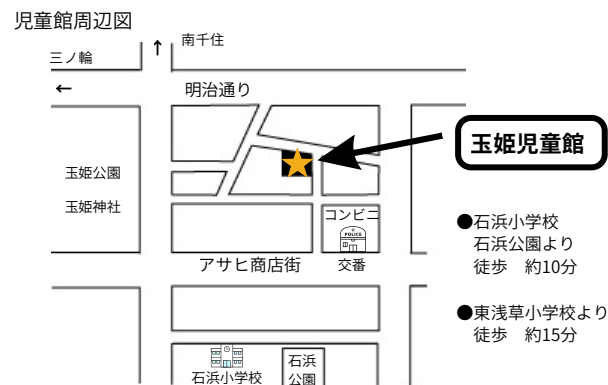 児童館周辺図
↑
南千住
三ノ輪
←
明治通り
玉姫児童館
玉姫公園
玉姫神社
コンビニ
POLICE
交番
アサヒ商店街
●石浜小学校
石浜公園より
徒歩 約10分
●東浅草小学校より
徒歩 約15分
石浜小学校
石浜
公園